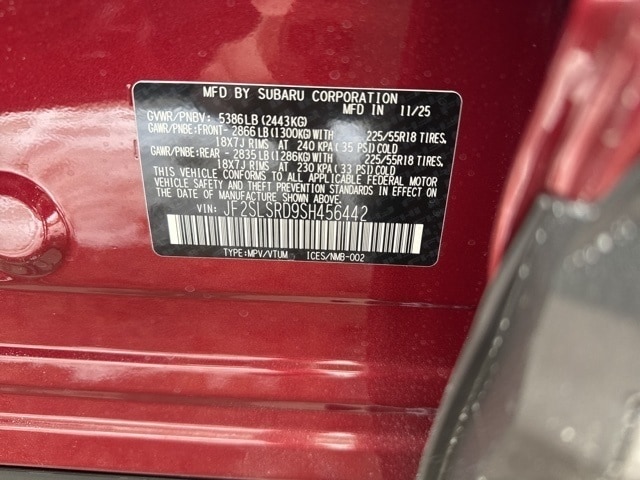 MFD BY SUBARU CORPORATION 11/25
GVWR/PNBV: 5386LB (2443KG)
GAWR/PNBE:FRONT- 2866LB(1300KG)WITH 225/55R18 TIRES.
18X7J RIMS AT 240 KPA(35 PSI)COLD
GAWR/PNBE:REAR - 2835LB(1286KG)WITH 225/55R18 TIRES.
18X7J RIMS AT 230 KPA(33 PSI)COLD
THIS VEHICLE CONFORMS TO ALL APPLICABLE FEDERAL MOTOR
VEHICLE SAFETY AND THEFT PREVENTION STANDARDS IN EFFECT ON
THE DATE OF MANUFACTURE SHOWN ABOVE.
VIN: JF2SLSRD9SH456442
TYPE:MPV/VTUM ICES/NMB-002